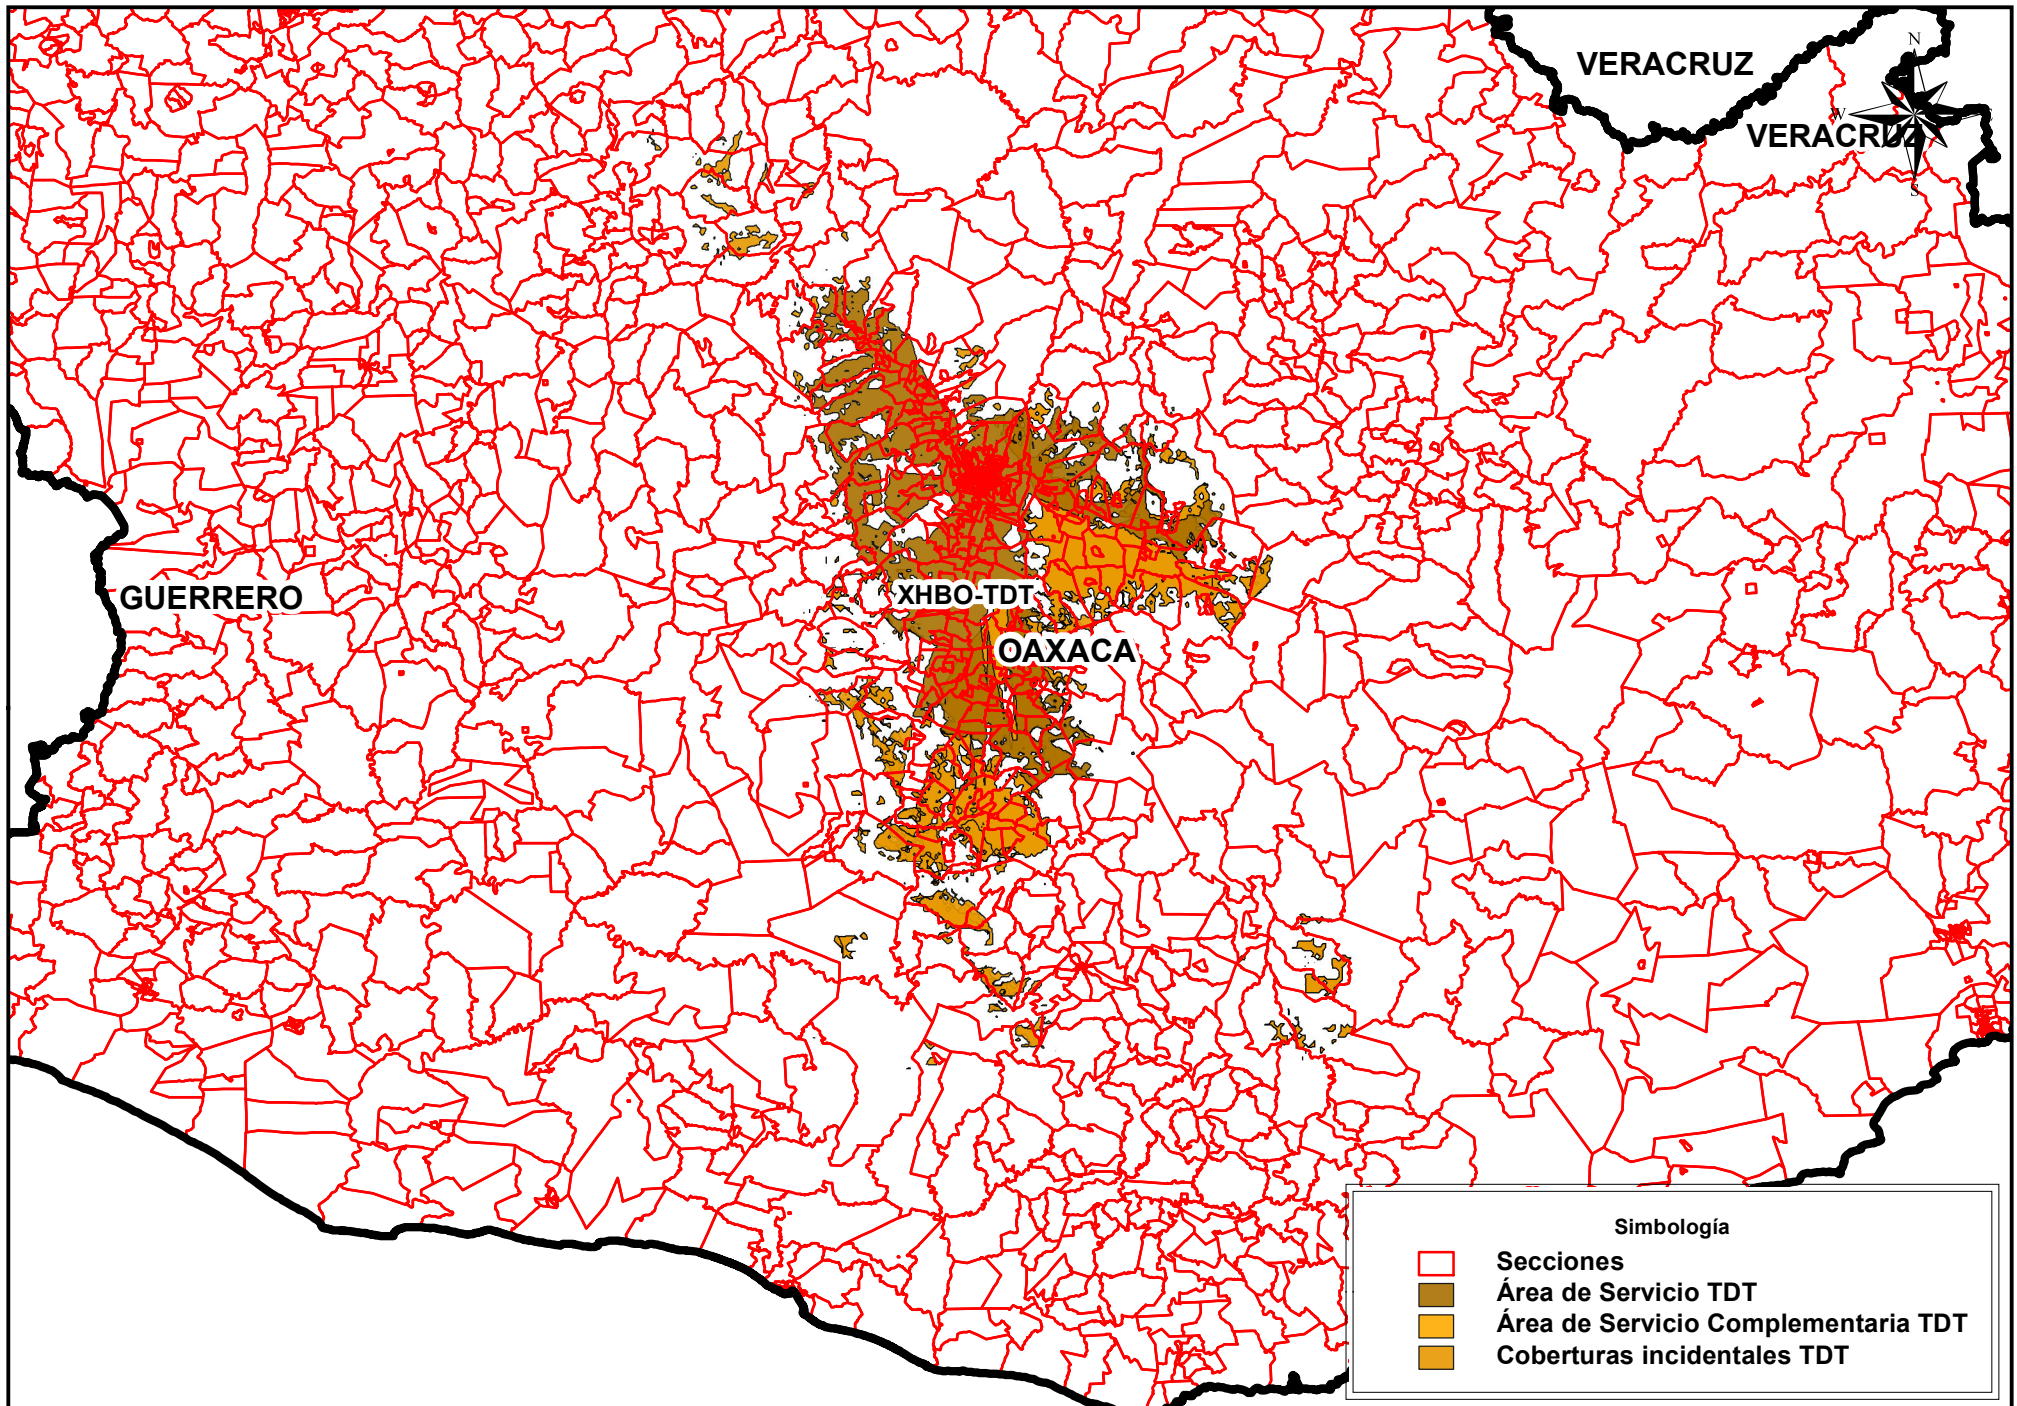 VERACRUZ
N
W
VERACRUZ
S
GUERRERO
XHBO-TDT
OAXACA
Simbología
Secciones
Área de Servicio TDT
Área de Servicio Complementaria TDT
Coberturas incidentales TDT